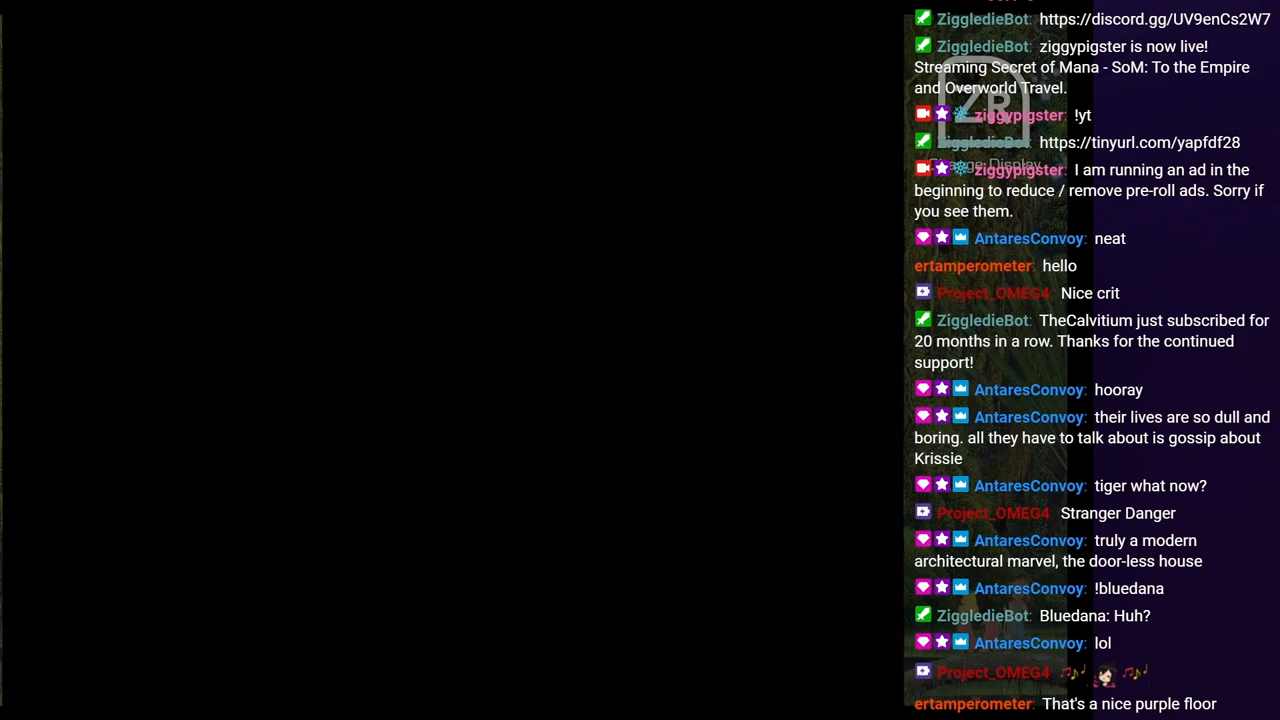 ZiggledieBot: https://discord.gg/UV9enCs2W7
ZiggledieBot: ziggypigster is now live!
Streaming Secret of Mana - SoM: To the Empire
and Overworld Travel.
ZR
ziggypigster: !yt
ZiggledieBot: https://tinyurl.com/yapfdf28
Change Display
ziggypigster: I am running an ad in the
beginning to reduce / remove pre-roll ads. Sorry if
you see them.
AntaresConvoy: neat
ertamperometer: hello
Project_OMEG4: Nice crit
ZiggledieBot: TheCalvitium just subscribed for
20 months in a row. Thanks for the continued
support!
AntaresConvoy: hooray
AntaresConvoy: their lives are so dull and
boring. all they have to talk about is gossip about
Krissie
AntaresConvoy: tiger what now?
Project_OMEG4: Stranger Danger
AntaresConvoy: truly a modern
architectural marvel, the door-less house
AntaresConvoy: !bluedana
ZiggledieBot: Bluedana: Huh?
AntaresConvoy: lol
Project_OMEG4:
ertamperometer: That's a nice purple floor